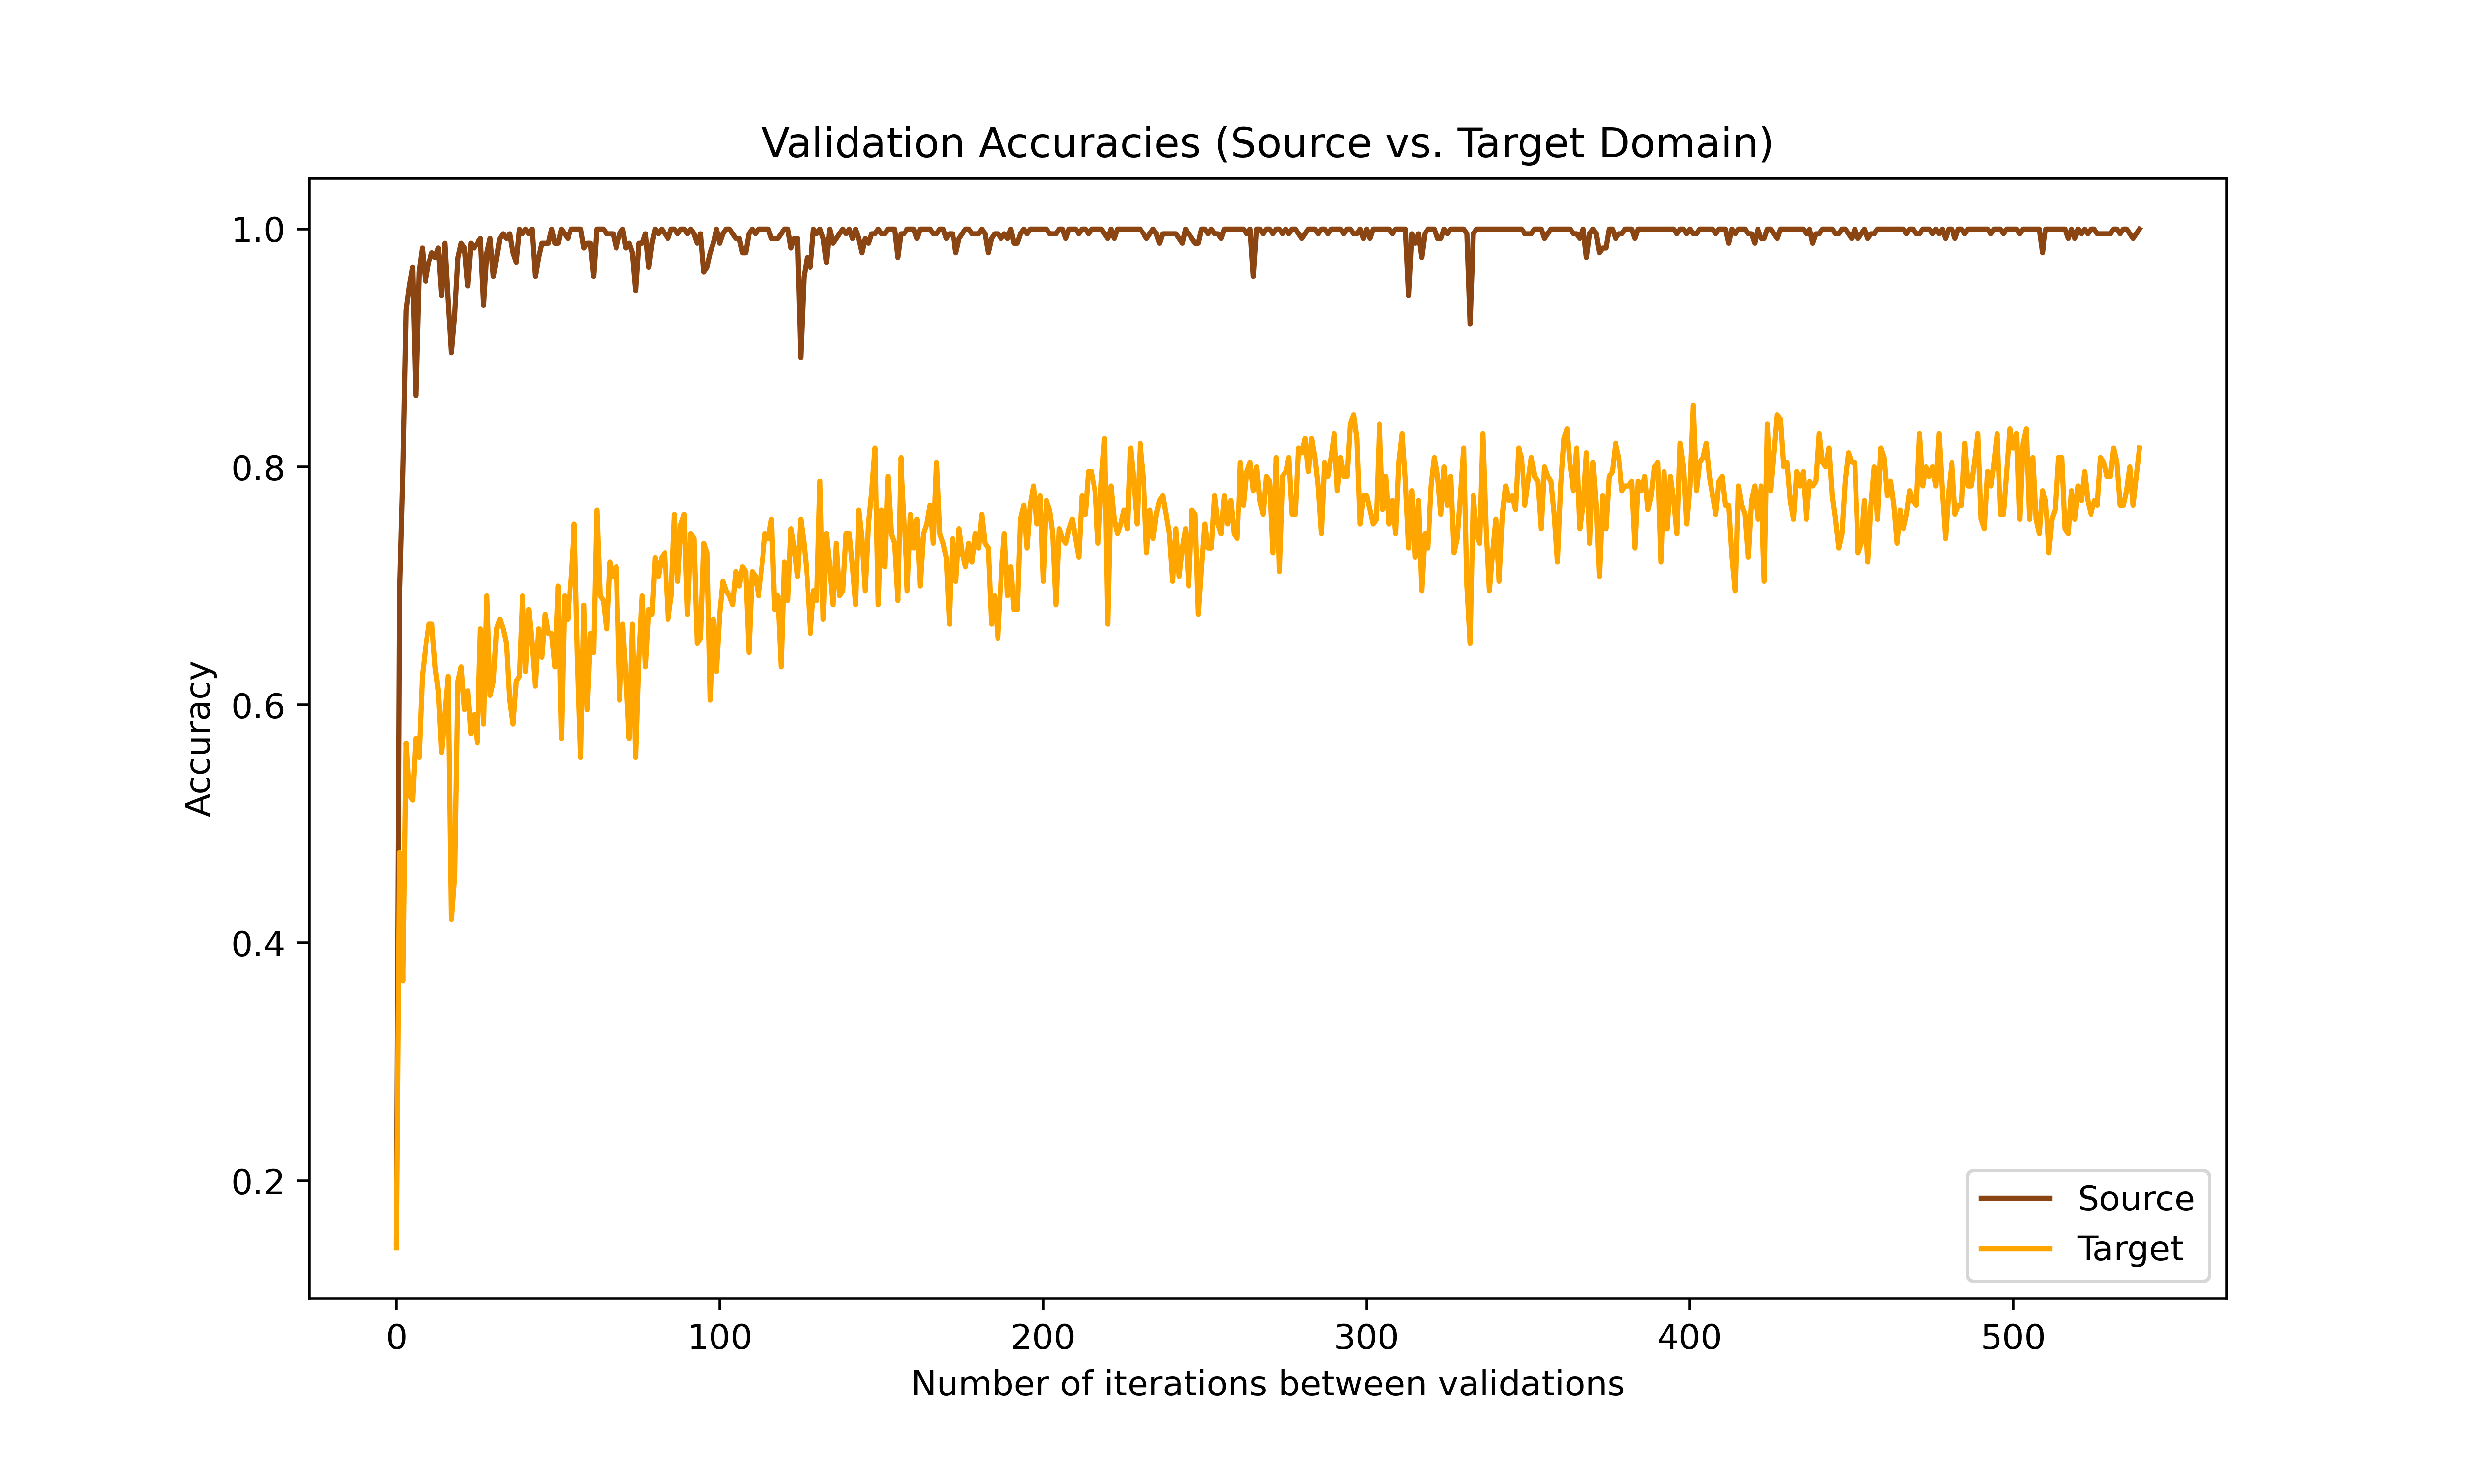 Validation Accuracies (Source vs. Target Domain)
1.0
0.8
0.6
0.4
0.2
Accuracy
0 100 200 300 400 500
Number of iterations between validations
Source
Target